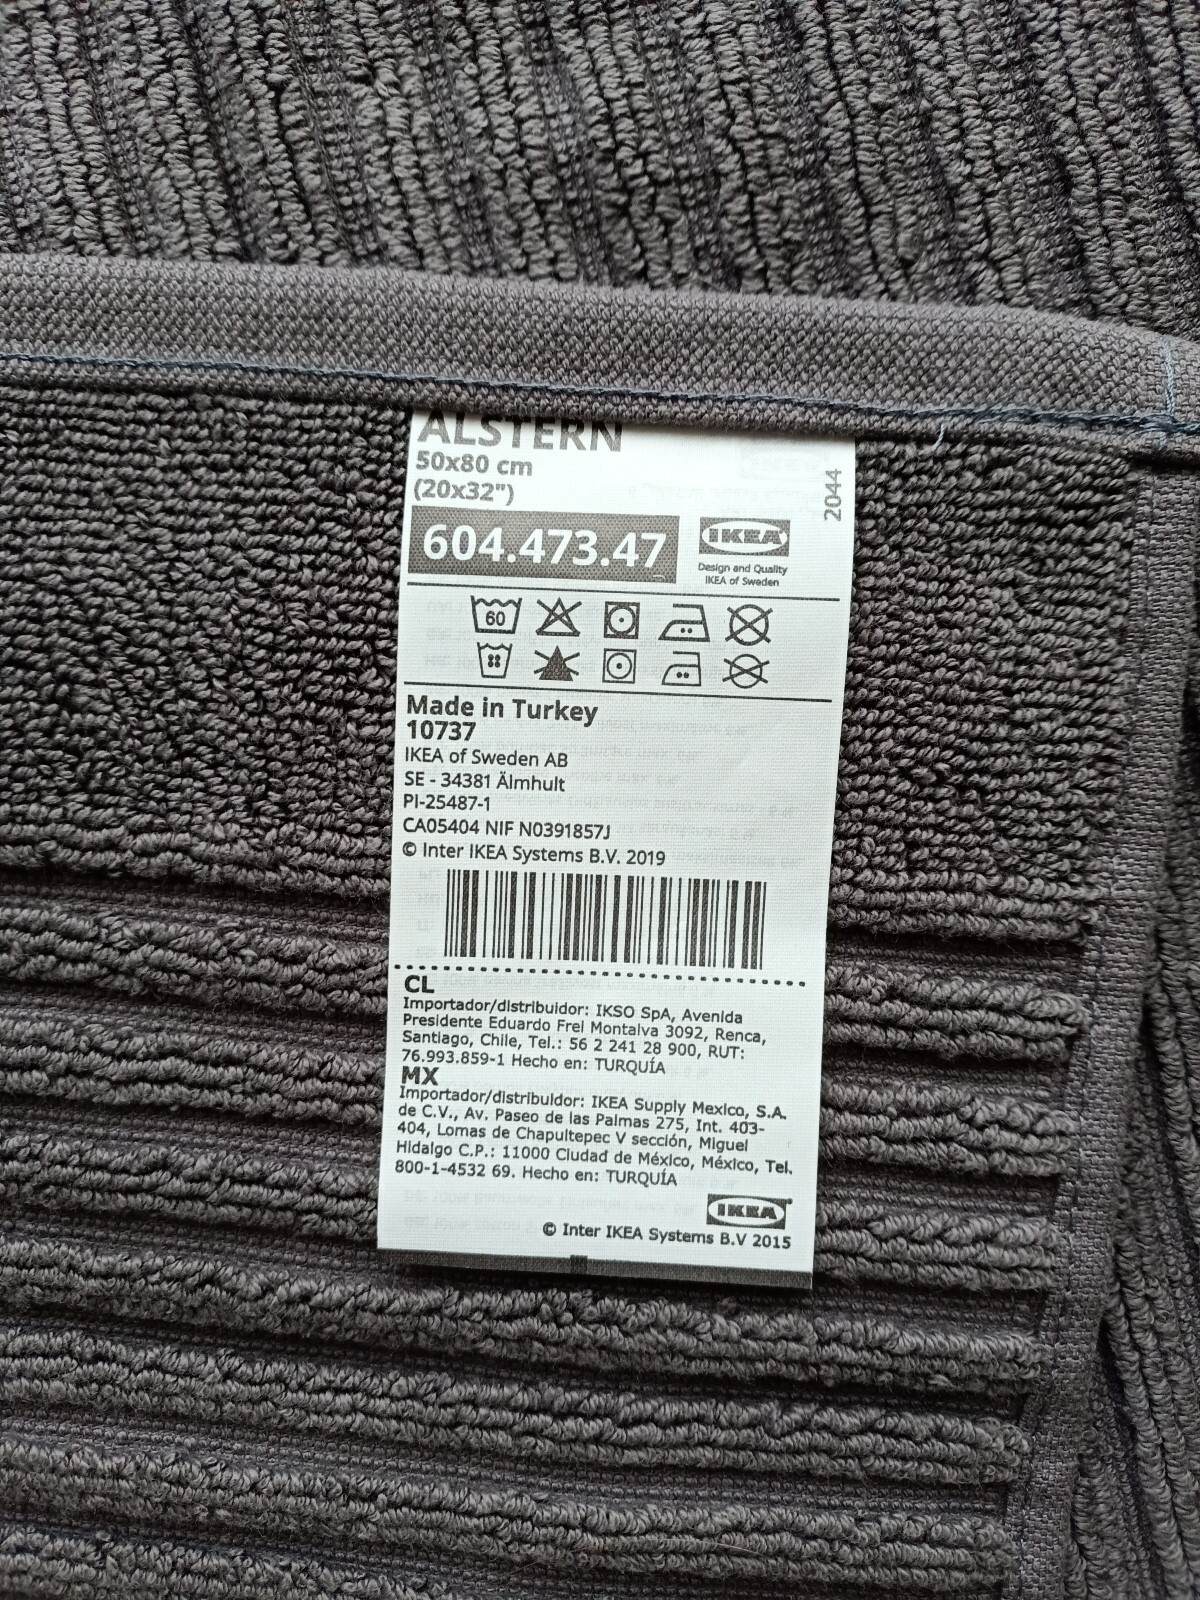 ALSTERN
50x80 cm
(20x32")
2044
604.473.47
IKEA
Design and Quality
IKEA of Sweden
60
Made in Turkey
10737
IKEA of Sweden AB
SE - 34381 Älmhult
PI-25487-1
CA05404 NIF N0391857J
© Inter IKEA Systems B.V. 2019
CL
Importador/distribuidor: IKSO SpA, Avenida
Presidente Eduardo Frei Montalva 3092, Renca,
Santiago, Chile, Tel.: 56 2 241 28 900, RUT:
76.993.859-1 Hecho en: TURQUÍA
MX
Importador/distribuidor: IKEA Supply Mexico, S.A.
de C.V., Av. Paseo de las Palmas 275, Int. 403-
404, Lomas de Chapultepec V sección, Miguel
Hidalgo C.P.: 11000 Ciudad de México, México, Tel.
800-1-4532 69. Hecho en: TURQUÍA
IKEA
© Inter IKEA Systems B.V 2015